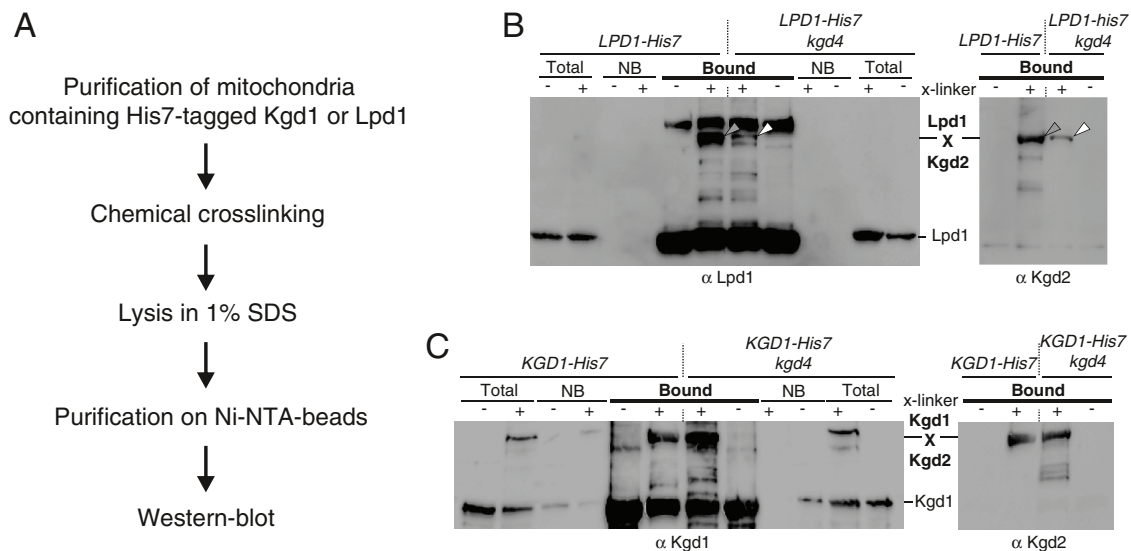 A
Purification of mitochondria
containing His7-tagged Kgd1 or Lpd1
Chemical crosslinking
Lysis in 1% SDS
Purification on Ni-NTA-beads
Western-blot
B
LPD1-His7
LPD1-His7
kgd4
Total NB Bound NB Total
- + - + - + + - + - + -
x-linker
Lpd1
X
Kgd2
Lpd1
α Lpd1
LPD1-His7
LPD1-his7
kgd4
Bound
- + + -
α Kgd2
C
KGD1-His7
KGD1-His7
kgd4
Total NB Bound NB Total
- + - + - + + - + - + -
x-linker
Kgd1
X
Kgd2
Kgd1
α Kgd1
KGD1-His7
KGD1-His7
kgd4
Bound
- + + -
α Kgd2